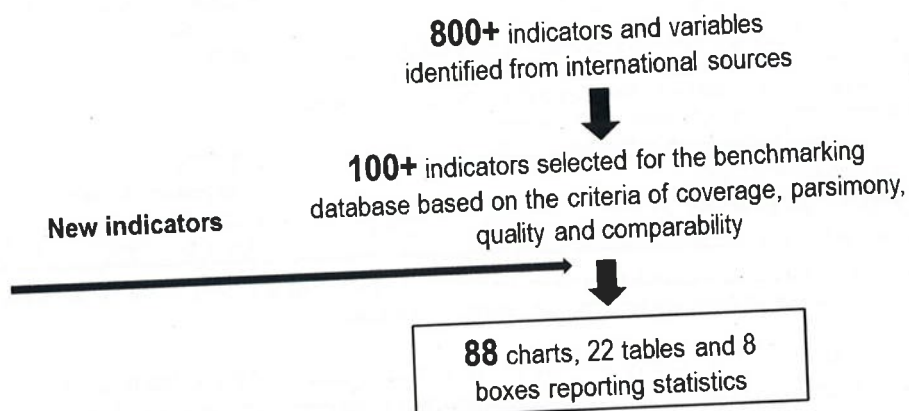 800+ indicators and variables
identified from international sources
100+ indicators selected for the benchmarking
database based on the criteria of coverage, parsimony,
quality and comparability
New indicators
88 charts, 22 tables and 8
boxes reporting statistics